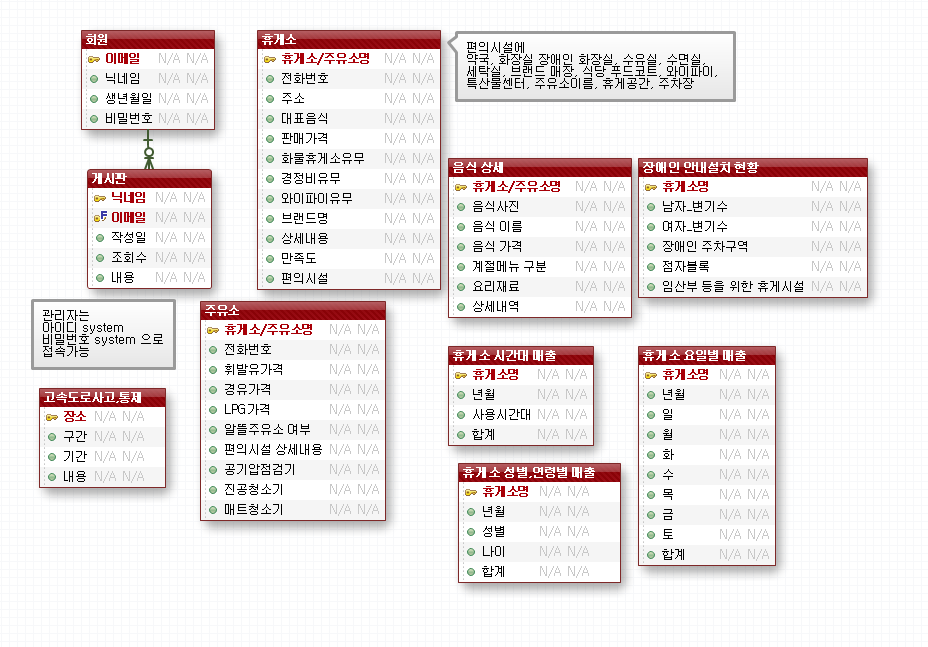 회원
이메일 N/A N/A
닉네임 N/A N/A
생년월일 N/A N/A
비밀번호 N/A N/A
게시판
닉네임 N/A N/A
F 이메일 N/A N/A
작성일 N/A N/A
조회수 N/A N/A
내용 N/A N/A
관리자는
아이디 system
비밀번호 system 으로
접속가능
고속도로사고,통제
장소 N/A N/A
구간 N/A N/A
기간 N/A N/A
내용 N/A N/A
휴게소
휴게소/주유소명 N/A N/A
전화번호 N/A N/A
주소 N/A N/A
대표음식 N/A N/A
판매가격 N/A N/A
화물휴게소유무 N/A N/A
경정비유무 N/A N/A
와이파이유무 N/A N/A
브랜드명 N/A N/A
상세내용 N/A N/A
만족도 N/A N/A
편의시설 N/A N/A
편의시설에
약국, 화장실 장애인 화장실, 수유실, 수면실,
세탁실, 브랜드 매장, 식당 푸드코트, 와이파이,
특산물센터, 주유소이름, 휴게공간, 주차장
주유소
휴게소/주유소명 N/A N/A
전화번호 N/A N/A
휘발유가격 N/A N/A
경유가격 N/A N/A
LPG가격 N/A N/A
알뜰주유소 여부 N/A N/A
편의시설 상세내용 N/A N/A
공기압점검기 N/A N/A
진공청소기 N/A N/A
매트청소기 N/A N/A
음식 상세
휴게소/주유소명 N/A N/A
음식사진 N/A N/A
음식 이름 N/A N/A
음식 가격 N/A N/A
계절메뉴 구분 N/A N/A
요리재료 N/A N/A
상세내역 N/A N/A
장애인 안내설치 현황
휴게소명 N/A N/A
남자_변기수 N/A N/A
여자_변기수 N/A N/A
장애인 주차구역 N/A N/A
점자블록 N/A N/A
임산부 등을 위한 휴게시설 N/A N/A
휴게소 시간대 매출
휴게소명 N/A N/A
년월 N/A N/A
사용시간대 N/A N/A
합계 N/A N/A
휴게소 성별,연령별 매출
휴게소명 N/A N/A
년월 N/A N/A
성별 N/A N/A
나이 N/A N/A
합계 N/A N/A
휴게소 요일별 매출
휴게소명 N/A N/A
년월 N/A N/A
일 N/A N/A
월 N/A N/A
화 N/A N/A
수 N/A N/A
목 N/A N/A
금 N/A N/A
토 N/A N/A
합계 N/A N/A